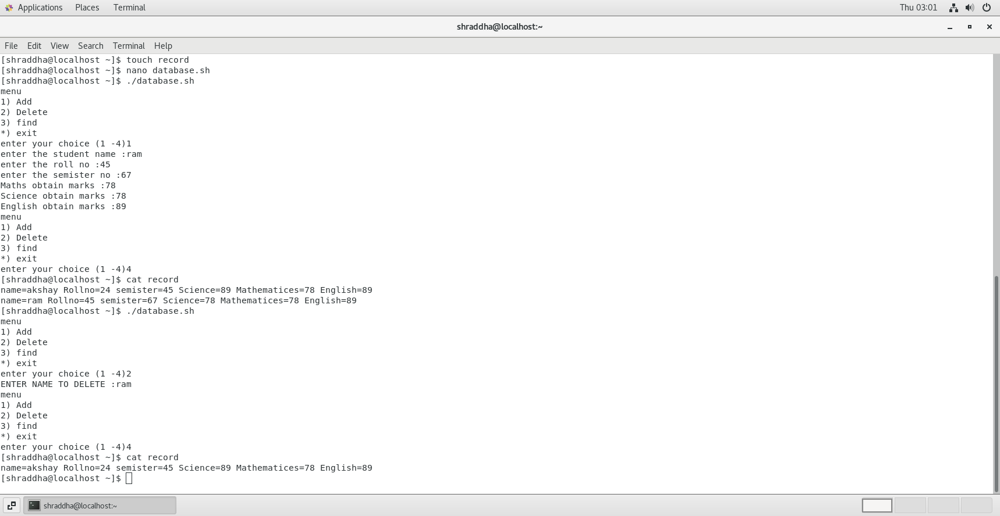 Applications Places Terminal Thu 03:01
shraddha@localhost:~
File Edit View Search Terminal Help
[shraddha@localhost ~]$ touch record
[shraddha@localhost ~]$ nano database.sh
[shraddha@localhost ~]$ ./database.sh
menu
1) Add
2) Delete
3) find
*) exit
enter your choice (1 -4)1
enter the student name :ram
enter the roll no :45
enter the semister no :67
Maths obtain marks :78
Science obtain marks :78
English obtain marks :89
menu
1) Add
2) Delete
3) find
*) exit
enter your choice (1 -4)4
[shraddha@localhost ~]$ cat record
name=akshay Rollno=24 semister=45 Science=89 Mathematices=78 English=89
name=ram Rollno=45 semister=67 Science=78 Mathematices=78 English=89
[shraddha@localhost ~]$ ./database.sh
menu
1) Add
2) Delete
3) find
*) exit
enter your choice (1 -4)2
ENTER NAME TO DELETE :ram
menu
1) Add
2) Delete
3) find
*) exit
enter your choice (1 -4)4
[shraddha@localhost ~]$ cat record
name=akshay Rollno=24 semister=45 Science=89 Mathematices=78 English=89
[shraddha@localhost ~]$
shraddha@localhost:~